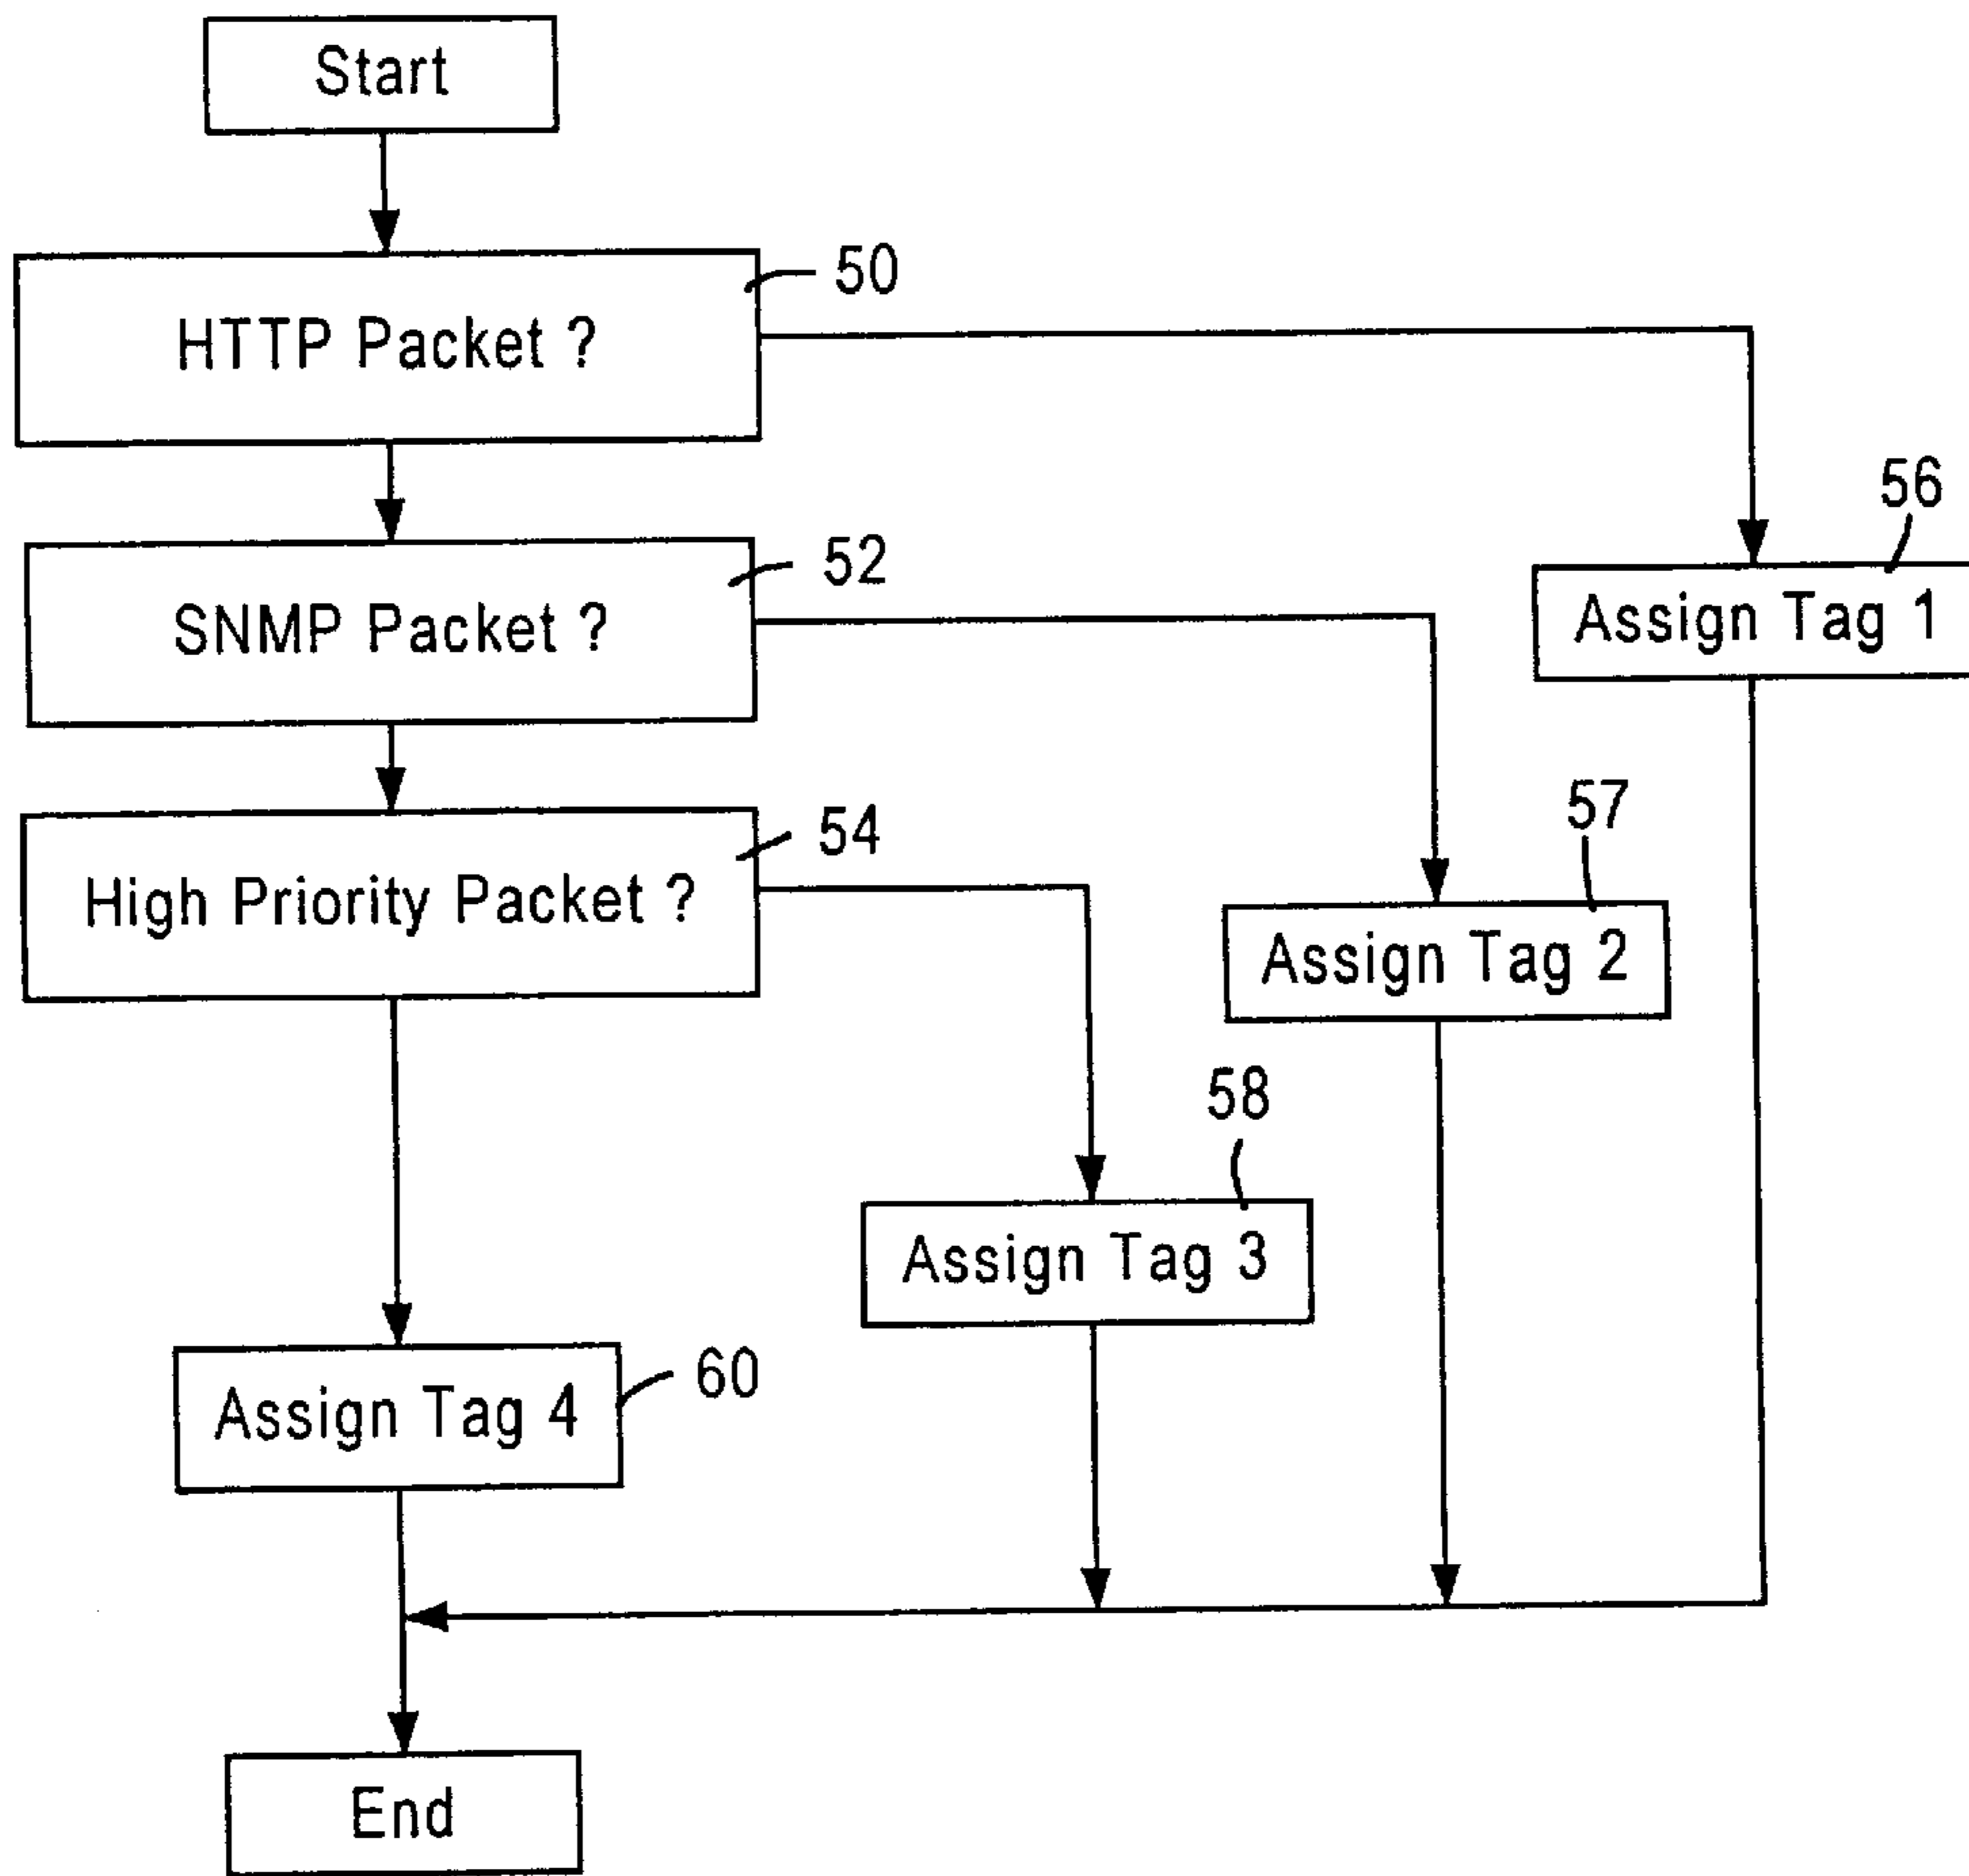 Start
50
HTTP Packet ?
56
52
Assign Tag 1
SNMP Packet ?
57
54
High Priority Packet ?
Assign Tag 2
58
Assign Tag 3
60
Assign Tag 4
End